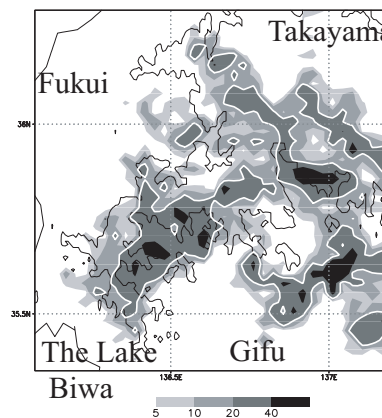 Takayama
Fukui
36N
35.5N
The Lake
Biwa
Gifu
136.5E
137E
5 10 20 40